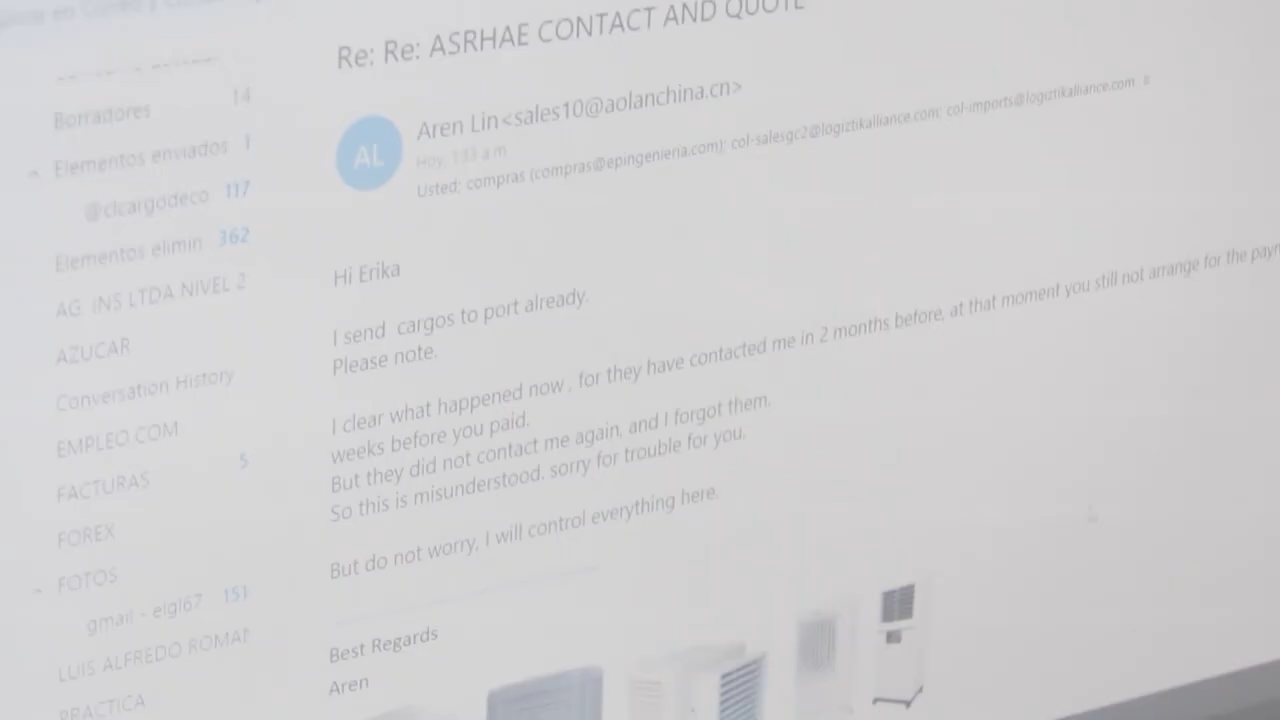 Re: Re: ASRHAE CONTACT AND QUOTE
Borradores 14
Elementos enviados 1
@clcargodeco 117
Elementos elimin 362
AG. INS LTDA NIVEL 2
AZUCAR
Conversation History
EMPLEO.COM
FACTURAS 5
FOREX
FOTOS
gmail - elgl67 151
LUIS ALFREDO ROMAI
PRACTICA
AL
Aren Lin<sales10@aolanchina.cn>
Hoy, 1:33 a.m.
Usted; compras (compras@epingenieria.com); col-salesgc2@logiztikalliance.com; col-imports@logiztikalliance.com
Hi Erika
I send cargos to port already.
Please note.
I clear what happened now . for they have contacted me in 2 months before, at that moment you still not arrange for the
weeks before you paid.
But they did not contact me again, and I forgot them.
So this is misunderstood. sorry for trouble for you.
But do not worry, I will control everything here.
Best Regards
Aren